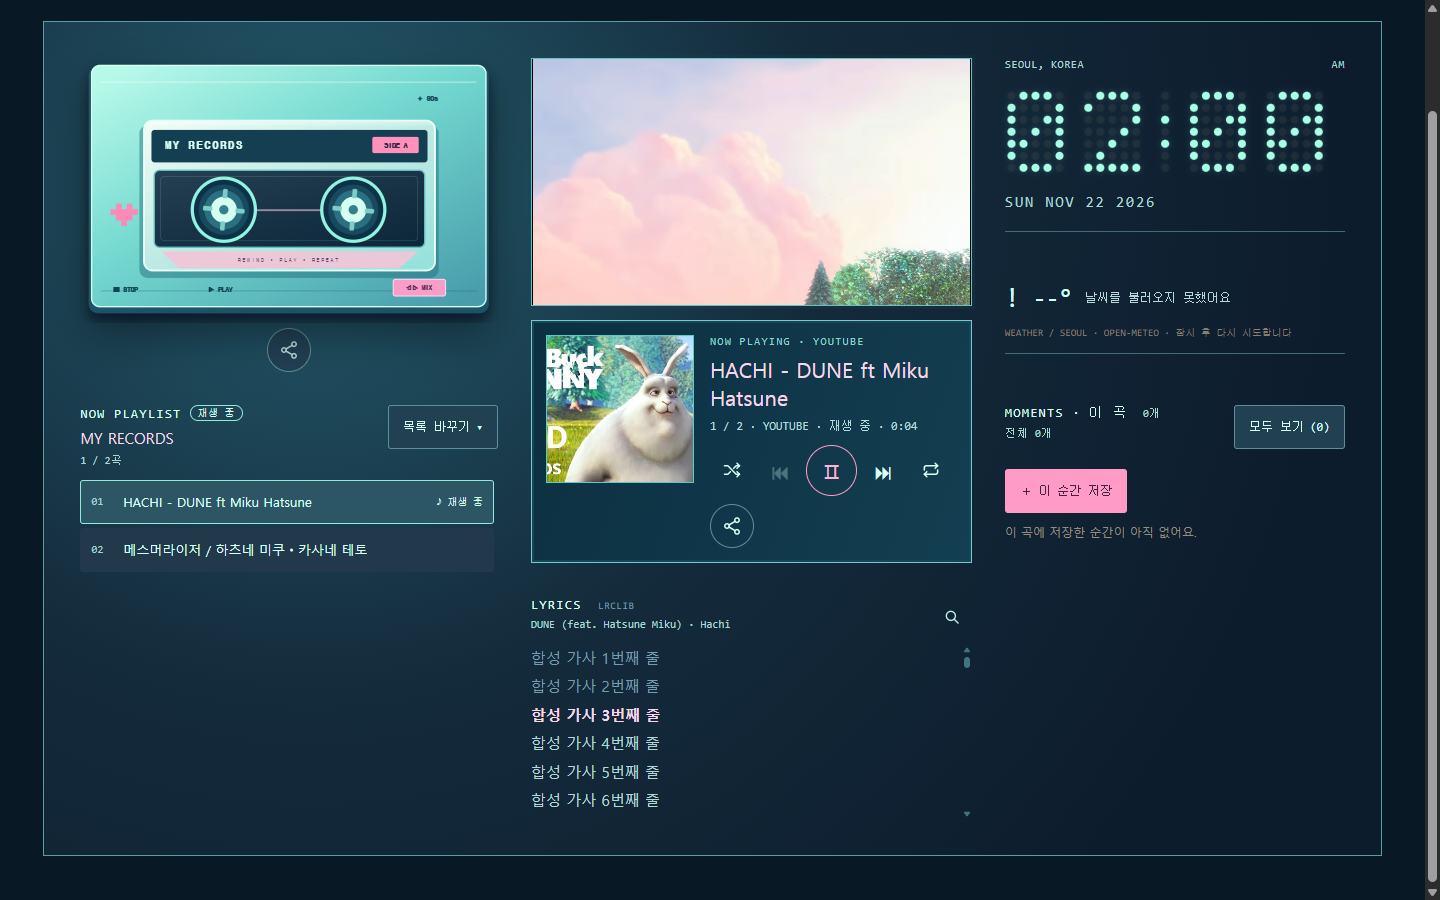 + 90s
MY RECORDS
SIDE A
REWIND • PLAY • REPEAT
STOP
PLAY
MIX
NOW PLAYLIST 재생 중
MY RECORDS
1 / 2곡
목록 바꾸기 ▾
01 HACHI - DUNE ft Miku Hatsune ♪ 재생 중
02 메스머라이저 / 하츠네 미쿠 • 카사네 테토
Buck
NNY
D
OS
NOW PLAYING · YOUTUBE
HACHI - DUNE ft Miku
Hatsune
1 / 2 · YOUTUBE · 재생 중 · 0:04
LYRICS LRCLIB
DUNE (feat. Hatsune Miku) · Hachi
합성 가사 1번째 줄
합성 가사 2번째 줄
합성 가사 3번째 줄
합성 가사 4번째 줄
합성 가사 5번째 줄
합성 가사 6번째 줄
SEOUL, KOREA AM
02:00
SUN NOV 22 2026
! --° 날씨를 불러오지 못했어요
WEATHER / SEOUL · OPEN-METEO · 잠시 후 다시 시도합니다
MOMENTS · 이 곡 0개
전체 0개
모두 보기 (0)
+ 이 순간 저장
이 곡에 저장한 순간이 아직 없어요.